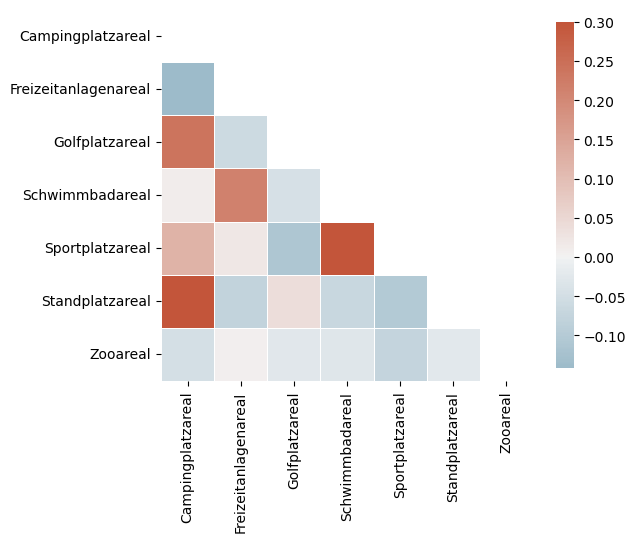 Campingplatzareal
Freizeitanlagenareal
Golfplatzareal
Schwimmbadareal
Sportplatzareal
Standplatzareal
Zooareal
Campingplatzareal
Freizeitanlagenareal
Golfplatzareal
Schwimmbadareal
Sportplatzareal
Standplatzareal
Zooareal
0.30
0.25
0.20
0.15
0.10
0.05
0.00
−0.05
−0.10